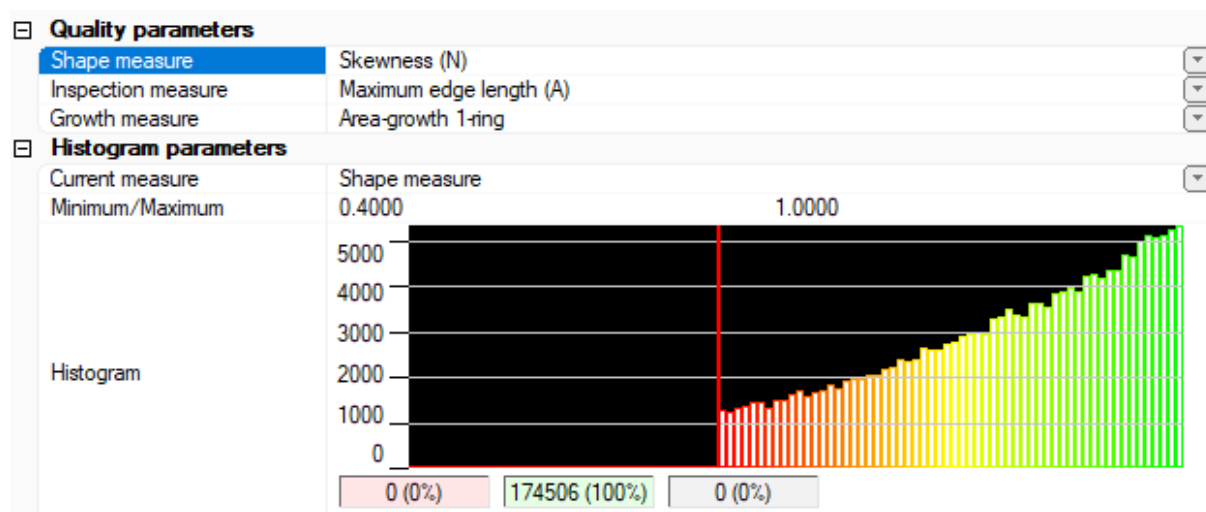 Quality parameters
Shape measure Skewness (N)
Inspection measure Maximum edge length (A)
Growth measure Area-growth 1-ring
Histogram parameters
Current measure Shape measure
Minimum/Maximum 0.4000 1.0000
5000
4000
3000
Histogram
2000
1000
0
0 (0%) 174506 (100%) 0 (0%)